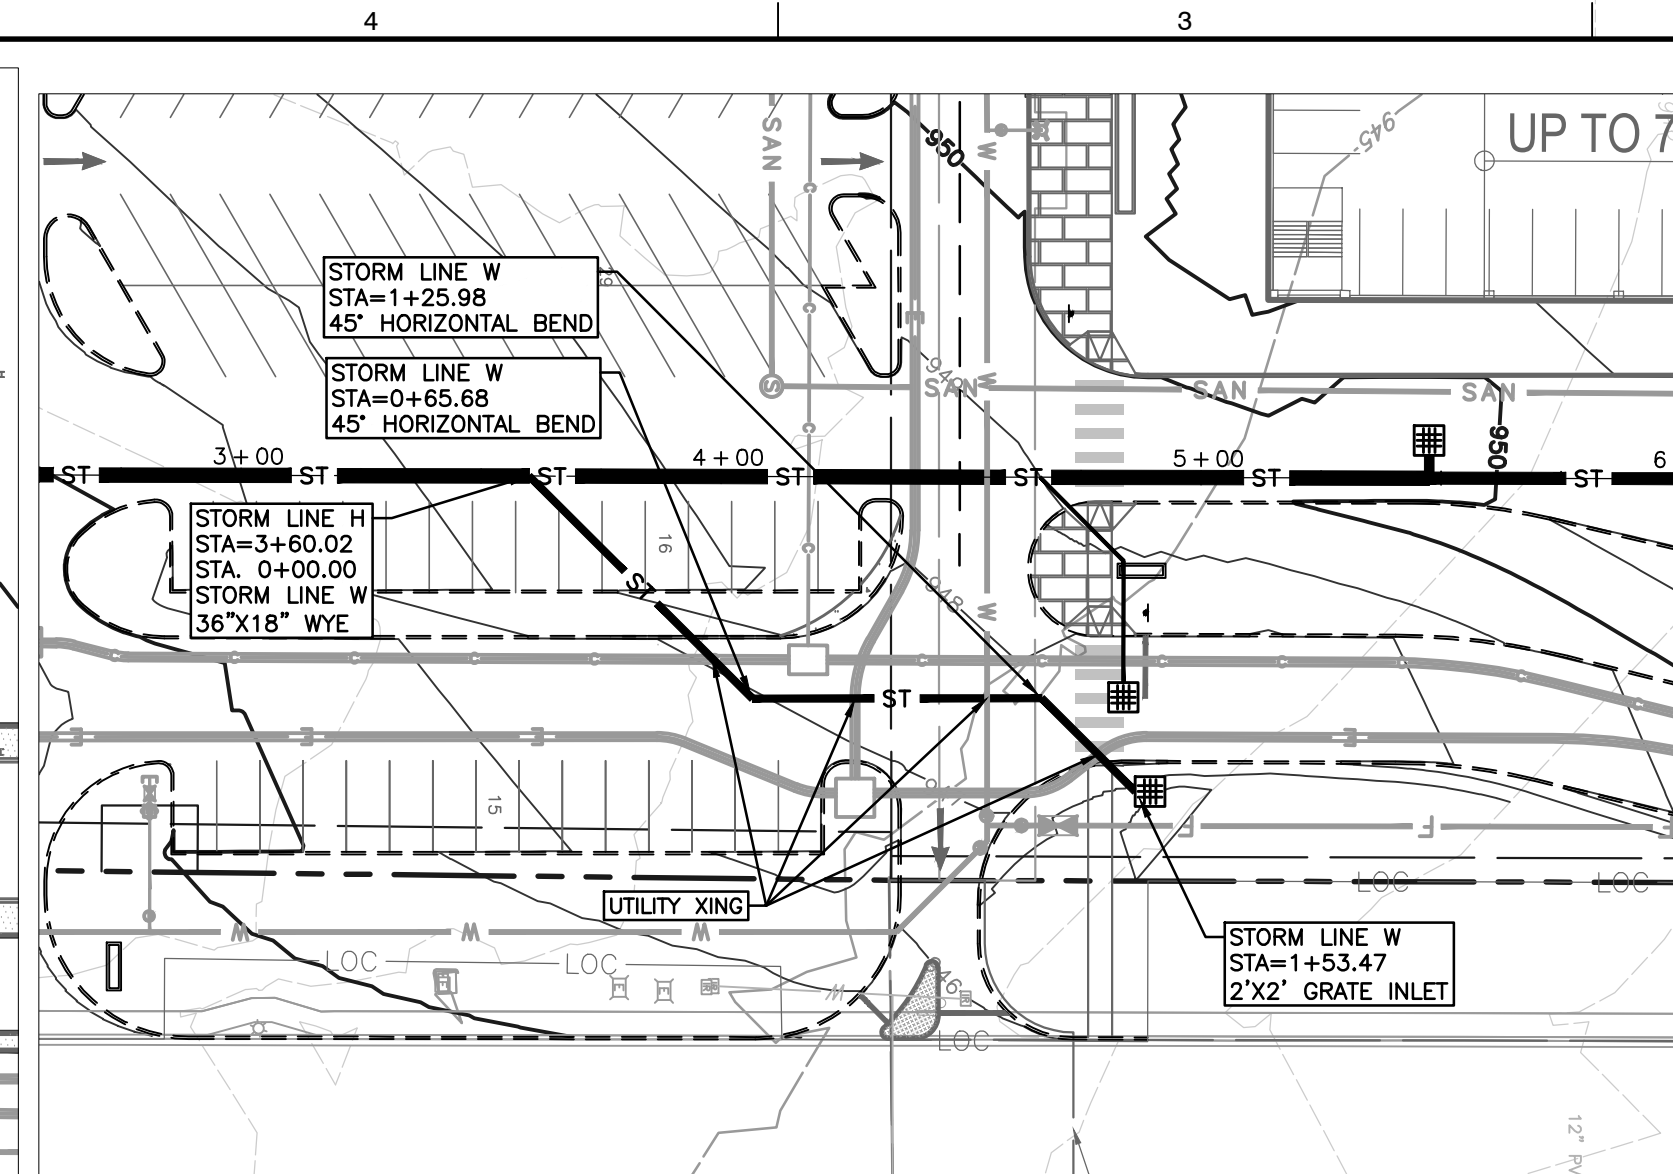 4
3
SAN
C
950
W
945
UP TO 7
STORM LINE W
STA=1+25.98
45° HORIZONTAL BEND
C
E
STORM LINE W
STA=0+65.68
45° HORIZONTAL BEND
S
SAN
W
SAN
SAN
C
950
3+00
4+00
5+00
6
ST
ST
ST
ST
ST
ST
ST
STORM LINE H
STA=3+60.02
STA. 0+00.00
STORM LINE W
36"X18" WYE
16
C
ST
948
W
ST
E
E
E
E
15
F
F
F
LOC
LOC
UTILITY XING
W
W
W
LOC
LOC
STORM LINE W
STA=1+53.47
2'X2' GRATE INLET
E
E
E
W
46
LOC
12" PV